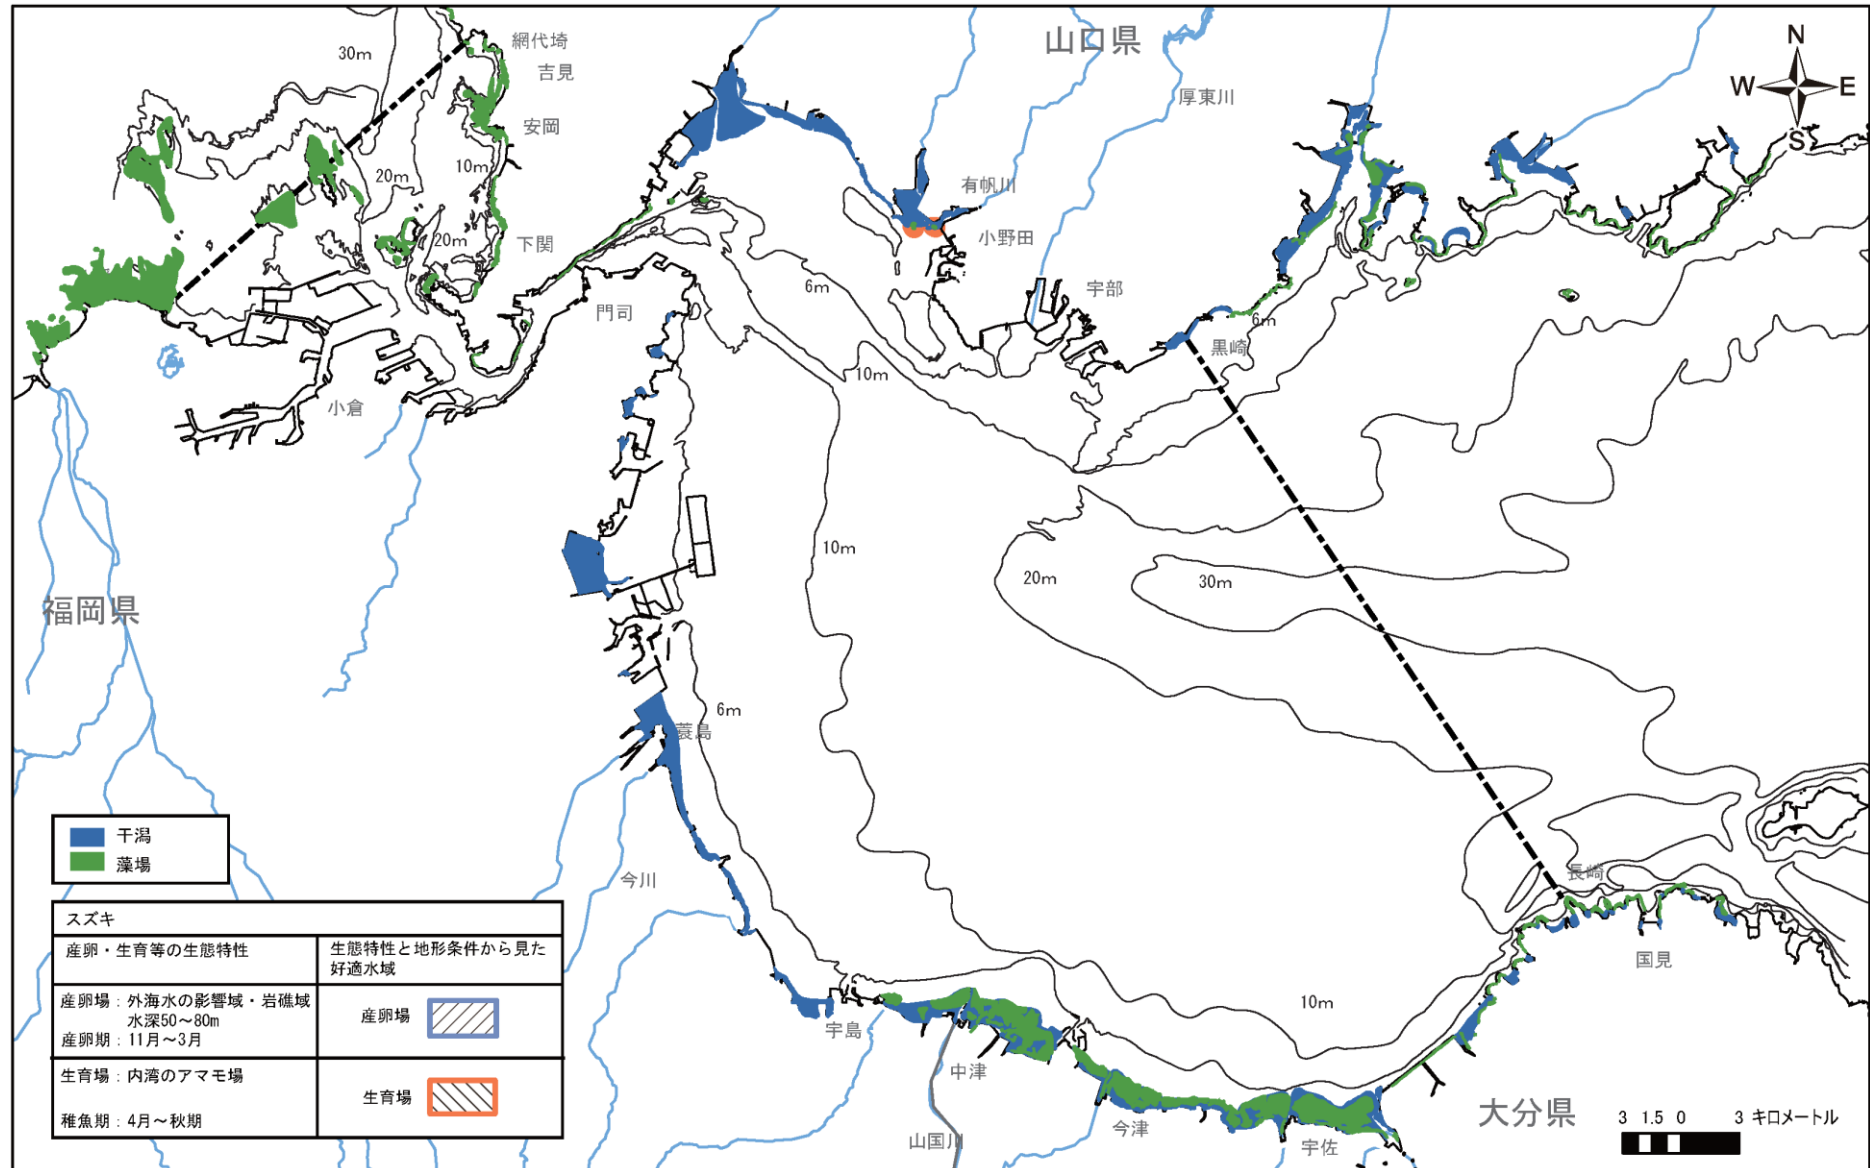 網代埼
吉見
安岡
下関
30m
20m
10m
20m
山口県
厚東川
有帆川
小野田
宇部
黒崎
6m
6m
10m
N
W
E
S
門司
小倉
福岡県
10m
20m
30m
6m
蓑島
今川
宇島
中津
山国川
今津
宇佐
10m
長崎
国見
大分県
3 1.5 0 3 キロメートル
干潟
藻場
スズキ
産卵・生育等の生態特性
生態特性と地形条件から見た
好適水域
産卵場：外海水の影響域・岩礁域
水深50～80m
産卵期：11月～3月
産卵場
生育場：内湾のアマモ場
稚魚期：4月～秋期
生育場